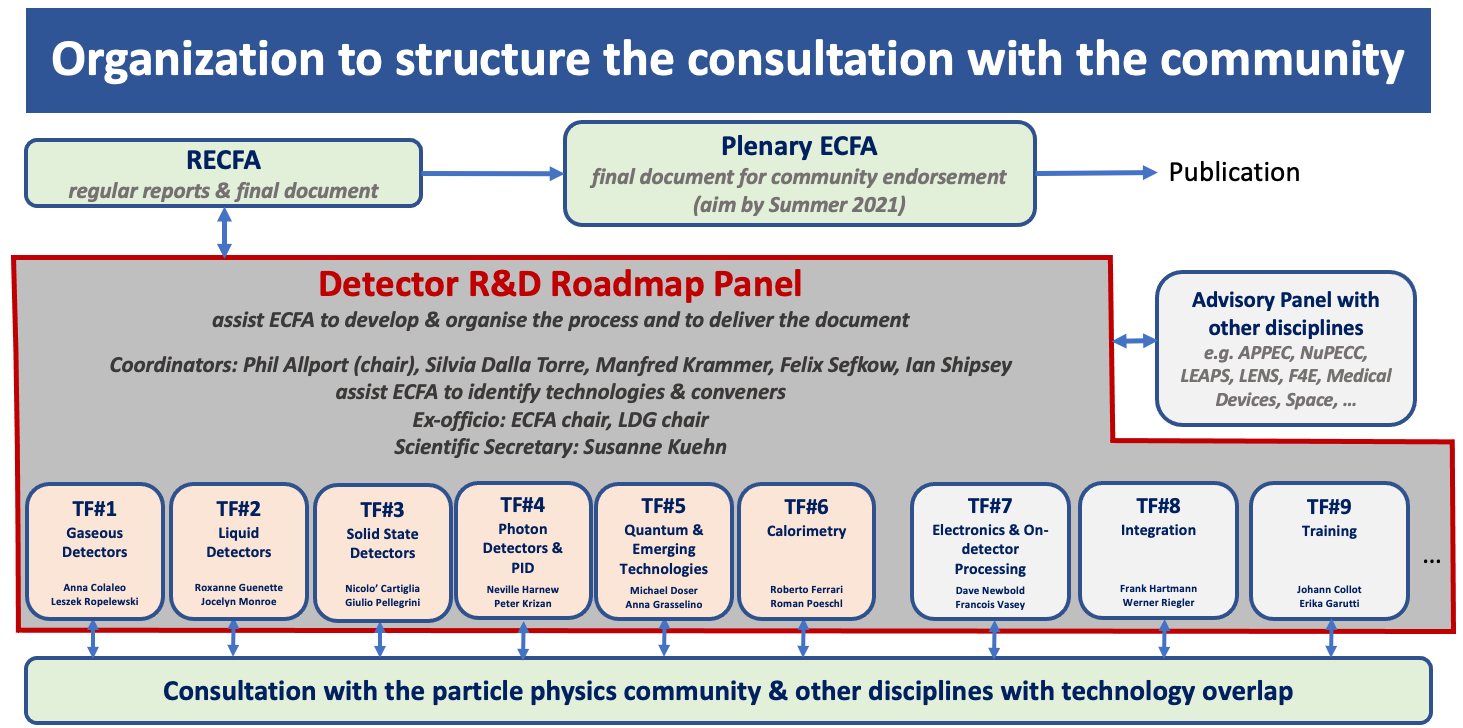 Organization to structure the consultation with the community
RECFA
regular reports & final document
Plenary ECFA
final document for community endorsement
(aim by Summer 2021)
Publication
Detector R&D Roadmap Panel
assist ECFA to develop & organise the process and to deliver the document
Coordinators: Phil Allport (chair), Silvia Dalla Torre, Manfred Krammer, Felix Sefkow, Ian Shipsey
assist ECFA to identify technologies & conveners
Ex-officio: ECFA chair, LDG chair
Scientific Secretary: Susanne Kuehn
Advisory Panel with
other disciplines
e.g. APPEC, NuPECC,
LEAPS, LENS, F4E, Medical
Devices, Space, …
TF#1
Gaseous
Detectors
Anna Colaleo
Leszek Ropelewski
TF#2
Liquid
Detectors
Roxanne Guenette
Jocelyn Monroe
TF#3
Solid State
Detectors
Nicolo’ Cartiglia
Giulio Pellegrini
TF#4
Photon
Detectors &
PID
Neville Harnew
Peter Krizan
TF#5
Quantum &
Emerging
Technologies
Michael Doser
Anna Grasselino
TF#6
Calorimetry
Roberto Ferrari
Roman Poeschl
TF#7
Electronics & On-
detector
Processing
Dave Newbold
Francois Vasey
TF#8
Integration
Frank Hartmann
Werner Riegler
TF#9
Training
Johann Collot
Erika Garutti
...
Consultation with the particle physics community & other disciplines with technology overlap